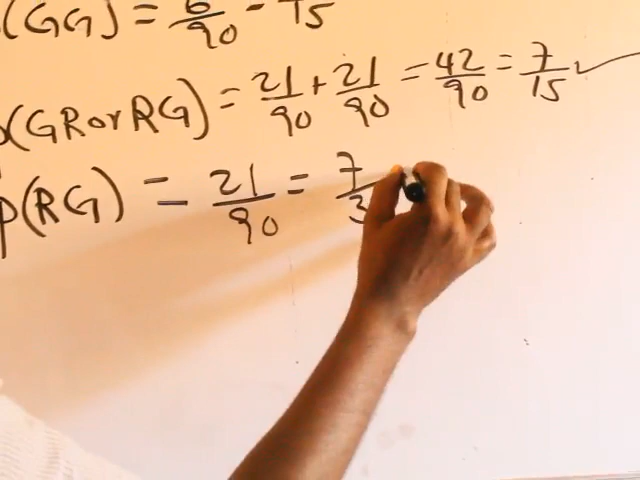 (GG) = 6/90 = 15
p(GR or RG) = 21/90 + 21/90 = 42/90 = 7/15 ✓
p(RG) = 21/90 = 7/3